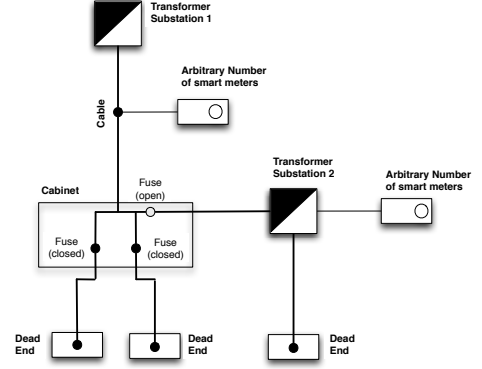 Transformer
Substation 1
Arbitrary Number
of smart meters
Cable
Transformer
Substation 2
Arbitrary Number
of smart meters
Cabinet
Fuse
(open)
Fuse
(closed)
Fuse
(closed)
Dead
End
Dead
End
Dead
End